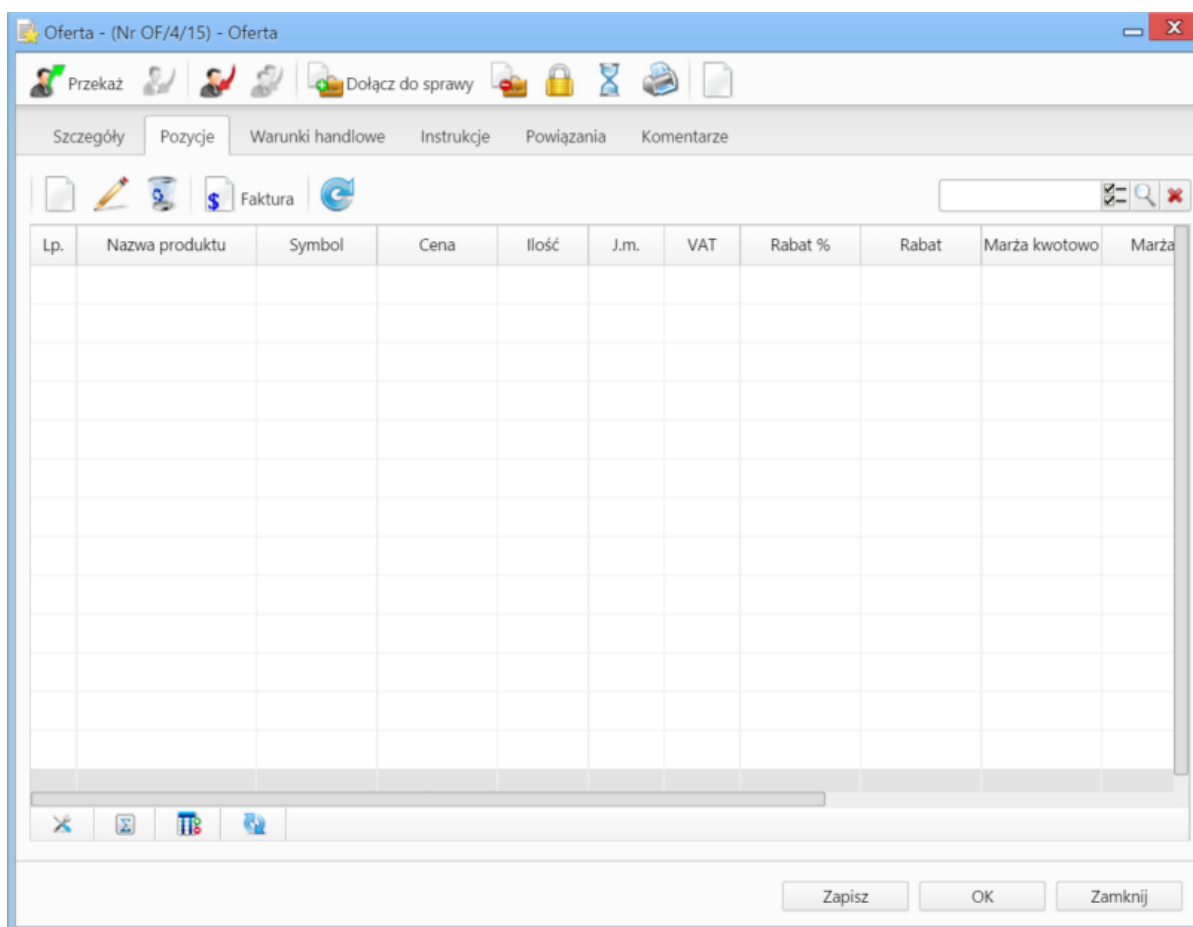 Oferta - (Nr OF/4/15) - Oferta
Przekaż Dołącz do sprawy
Szczegóły Pozycje Warunki handlowe Instrukcje Powiązania Komentarze
$ Faktura
Lp. Nazwa produktu Symbol Cena Ilość J.m. VAT Rabat % Rabat Marża kwotowo Marża
Σ
Zapisz OK Zamknij